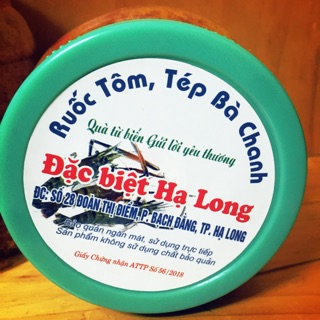 Ruốc Tôm, Tép Bà Chanh
Quà từ biển Gửi lời yêu thương
Đặc biệt Hạ Long
ĐC: SỐ 28 ĐOÀN THỊ ĐIỂM, P. BẠCH ĐẰNG, TP. HẠ LONG
Bảo quản ngăn mát, sử dụng trực tiếp
Sản phẩm không sử dụng chất bảo quản
Giấy Chứng nhận ATTP Số 56/2018